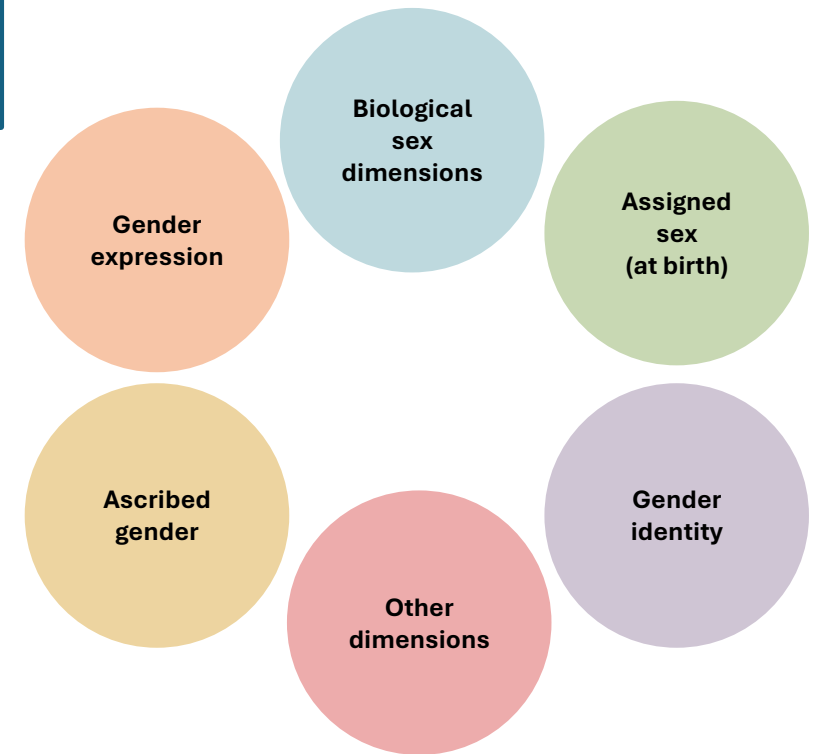 Biological
sex
dimensions
Assigned
sex
(at birth)
Gender
identity
Other
dimensions
Ascribed
gender
Gender
expression